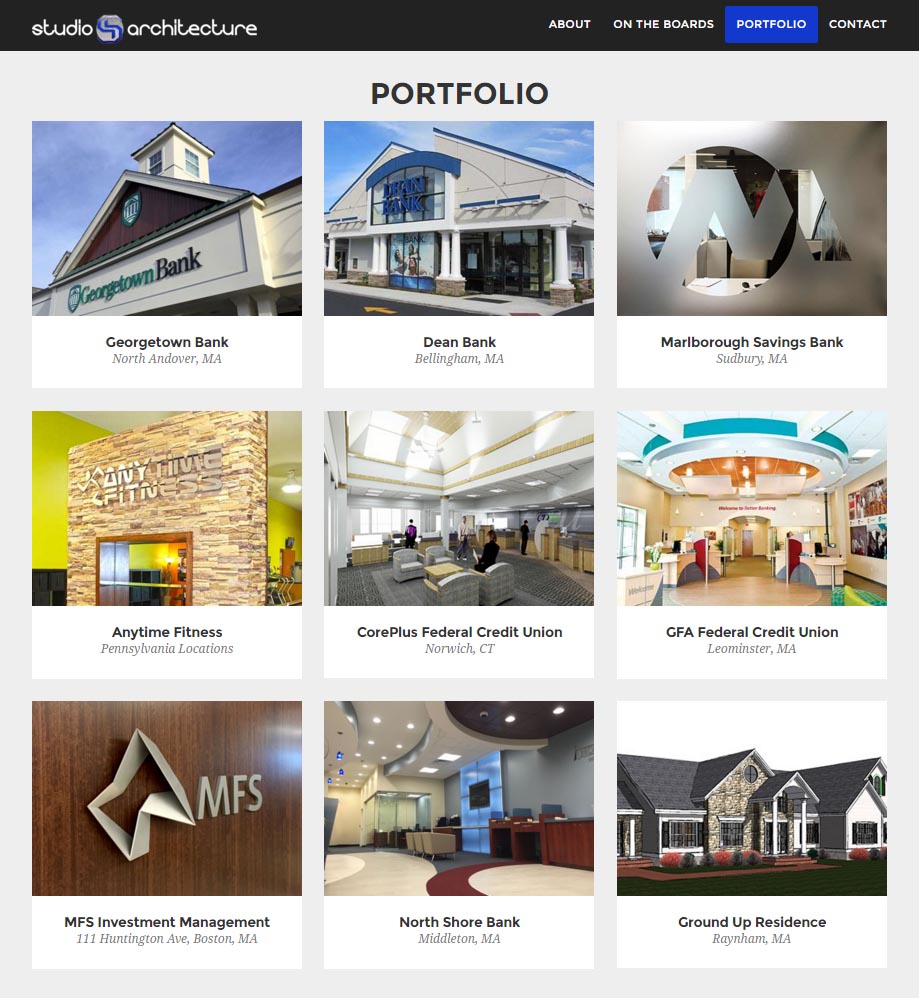 studio S architecture
ABOUT ON THE BOARDS PORTFOLIO CONTACT
PORTFOLIO
Georgetown Bank
DEAN
BANK
BANK
Georgetown Bank
North Andover, MA
Dean Bank
Bellingham, MA
Marlborough Savings Bank
Sudbury, MA
ANYTIME
FITNESS
Welcome to Better Banking.
Welcome
Anytime Fitness
Pennsylvania Locations
CorePlus Federal Credit Union
Norwich, CT
GFA Federal Credit Union
Leominster, MA
MFS
MFS Investment Management
111 Huntington Ave, Boston, MA
North Shore Bank
Middleton, MA
Ground Up Residence
Raynham, MA